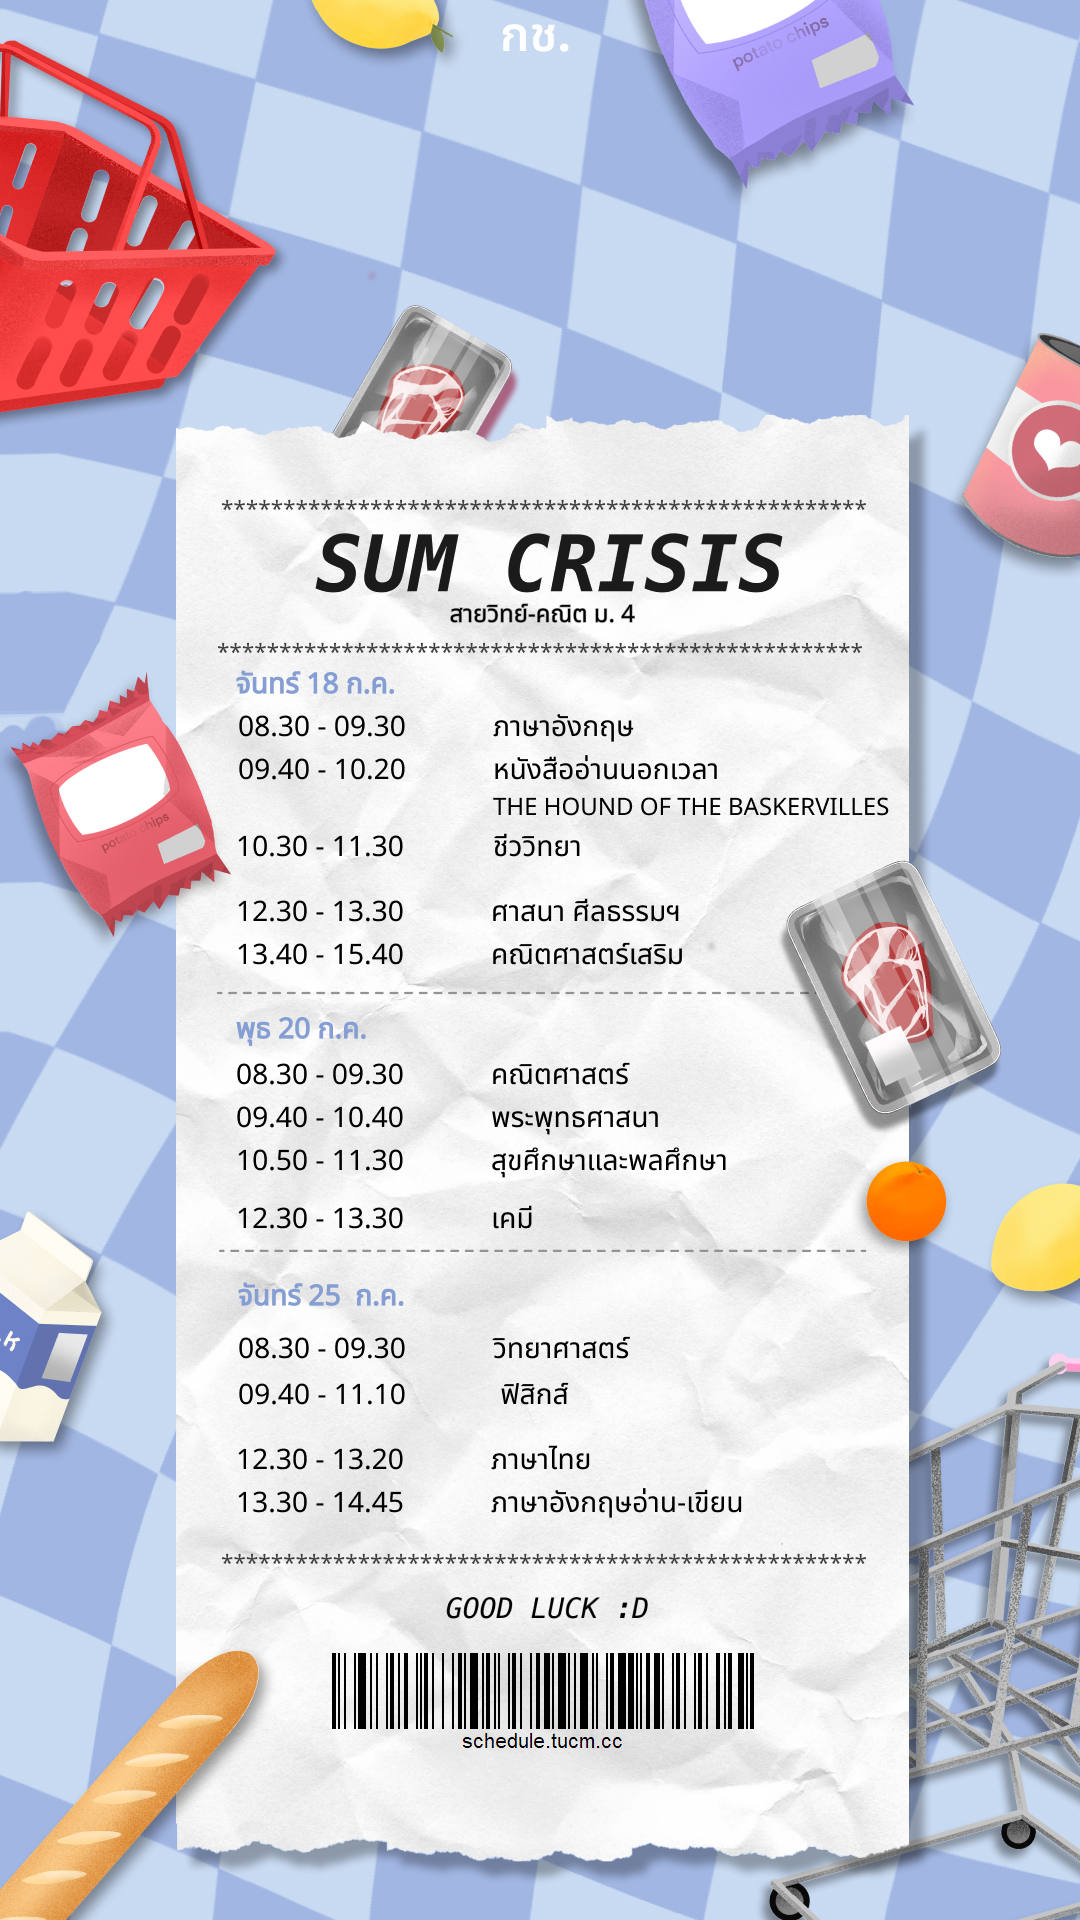 กช.
potato chips
***************************************************
SUM CRISIS
สายวิทย์-คณิต ม. 4
***************************************************
จันทร์ 18 ก.ค.
08.30 - 09.30 ภาษาอังกฤษ
09.40 - 10.20 หนังสืออ่านนอกเวลา
THE HOUND OF THE BASKERVILLES
10.30 - 11.30 ชีววิทยา
potato chips
12.30 - 13.30 ศาสนา ศีลธรรมฯ
13.40 - 15.40 คณิตศาสตร์เสริม
พุธ 20 ก.ค.
08.30 - 09.30 คณิตศาสตร์
09.40 - 10.40 พระพุทธศาสนา
10.50 - 11.30 สุขศึกษาและพลศึกษา
12.30 - 13.30 เคมี
จันทร์ 25 ก.ค.
08.30 - 09.30 วิทยาศาสตร์
09.40 - 11.10 ฟิสิกส์
12.30 - 13.20 ภาษาไทย
13.30 - 14.45 ภาษาอังกฤษอ่าน-เขียน
***************************************************
GOOD LUCK :D
schedule.tucm.cc